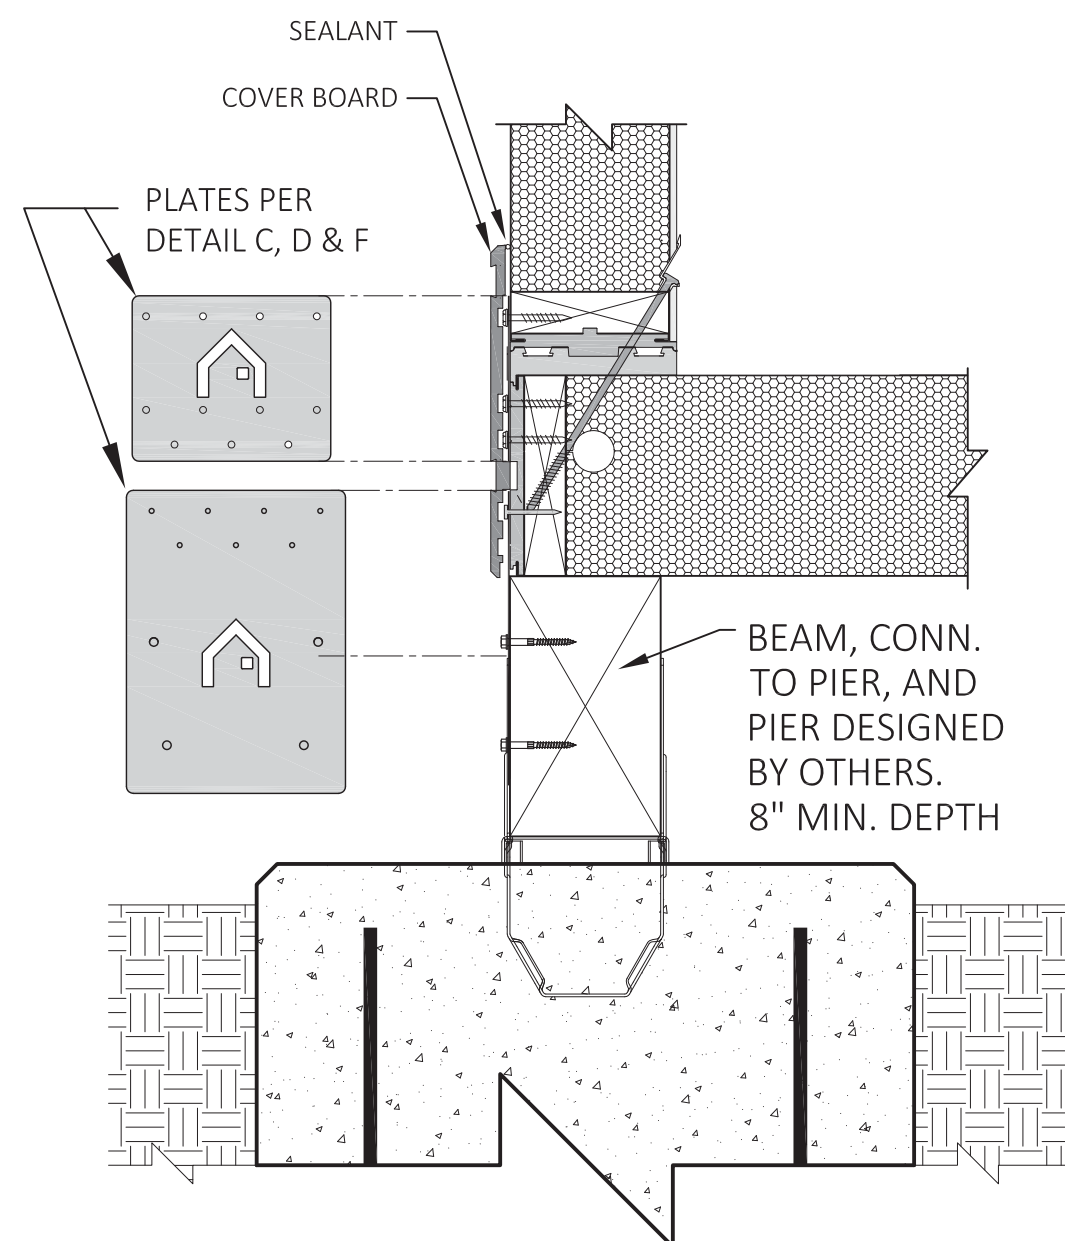 SEALANT
COVER BOARD
PLATES PER
DETAIL C, D & F
BEAM, CONN.
TO PIER, AND
PIER DESIGNED
BY OTHERS.
8" MIN. DEPTH